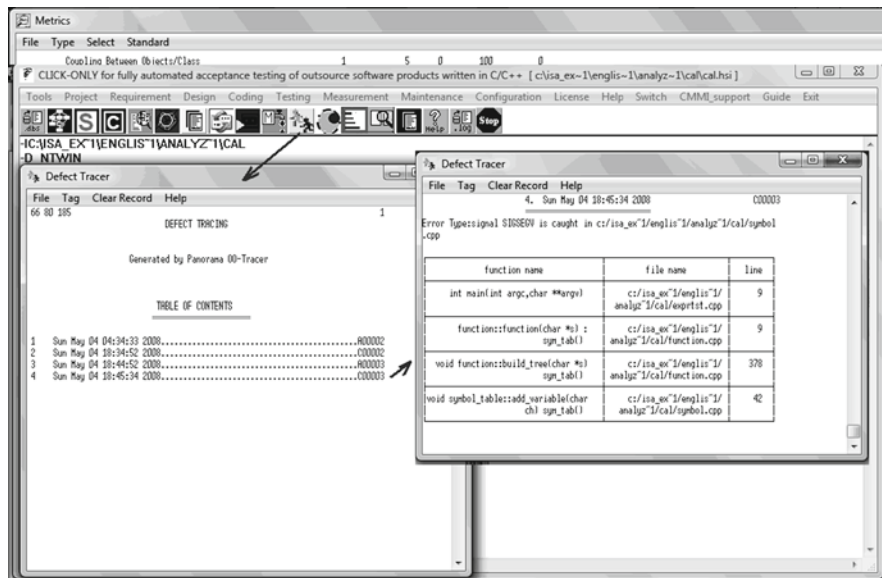 Metrics
File Type Select Standard
Coupling Between Objects/Class 1 5 0 100 0
CLICK-ONLY for fully automated acceptance testing of outsource software products written in C/C++ [ c:\isa_ex~1\englis~1\analyz~1\cal\cal.hsi ]
Tools Project Requirement Design Coding Testing Measurement Maintenance Configuration License Help Switch CMMI_support Guide Exit
.dbs
S
C
Help
.log
Stop
-IC:\ISA_EX~1\ENGLIS~1\ANALYZ~1\CAL
-D NTWIN
Defect Tracer
File Tag Clear Record Help
66 80 185 1
DEFECT TRACING
Generated by Panorama OO-Tracer
TABLE OF CONTENTS
1 Sun May 04 04:34:33 2008..............................A00002
2 Sun May 04 18:34:52 2008..............................C00002
3 Sun May 04 18:44:52 2008..............................A00003
4 Sun May 04 18:45:34 2008..............................C00003
Defect Tracer
File Tag Clear Record Help
4. Sun May 04 18:45:34 2008 C00003
Error Type:signal SIGSEGV is caught in c:/isa_ex~1/englis~1/analyz~1/cal/symbol
.cpp
function name file name line
int main(int argc,char **argv) c:/isa_ex~1/englis~1/ 9
analyz~1/cal/exprtst.cpp
function::function(char *s) : c:/isa_ex~1/englis~1/ 9
sym_tab() analyz~1/cal/function.cpp
void function::build_tree(char *s) c:/isa_ex~1/englis~1/ 378
sym_tab() analyz~1/cal/function.cpp
void symbol_table::add_variable(char c:/isa_ex~1/englis~1/ 42
ch) sym_tab() analyz~1/cal/symbol.cpp